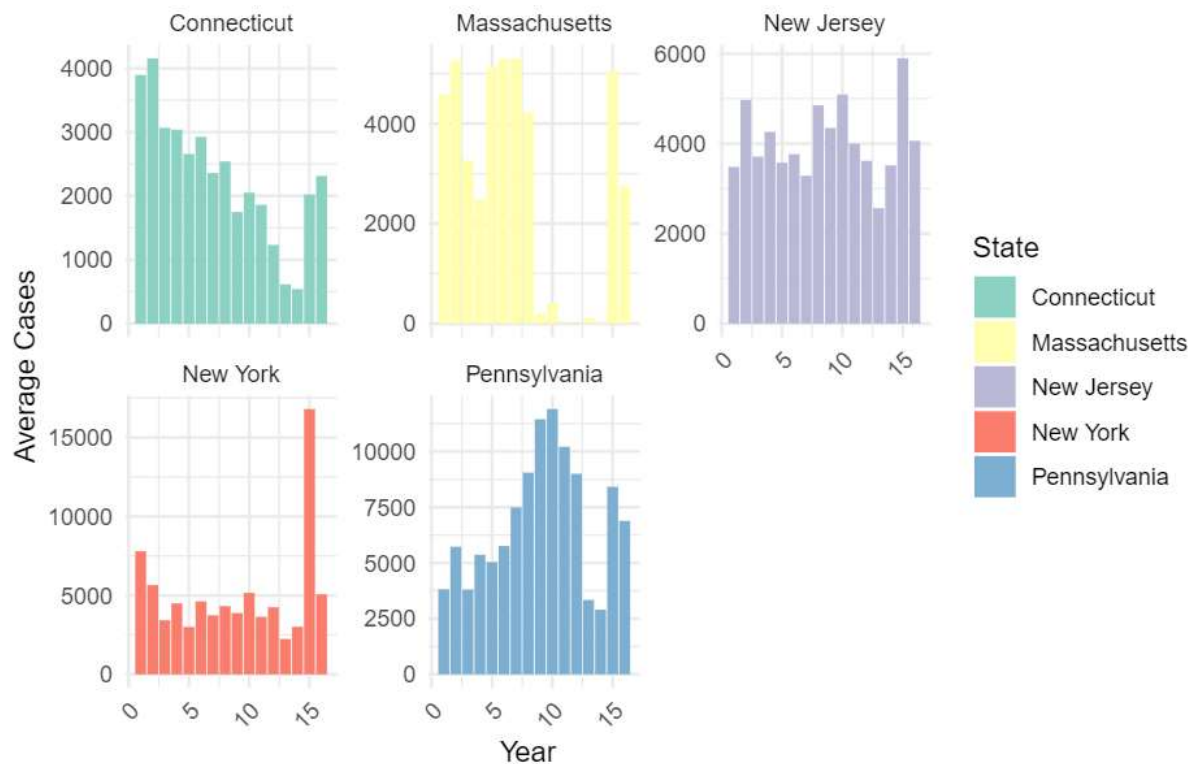 Connecticut
Massachusetts
New Jersey
4000
3000
2000
1000
0
4000
2000
0
6000
4000
2000
0
0
5
10
15
New York
Pennsylvania
15000
10000
5000
0
0
5
10
15
10000
7500
5000
2500
0
0
5
10
15
Average Cases
Year
State
Connecticut
Massachusetts
New Jersey
New York
Pennsylvania